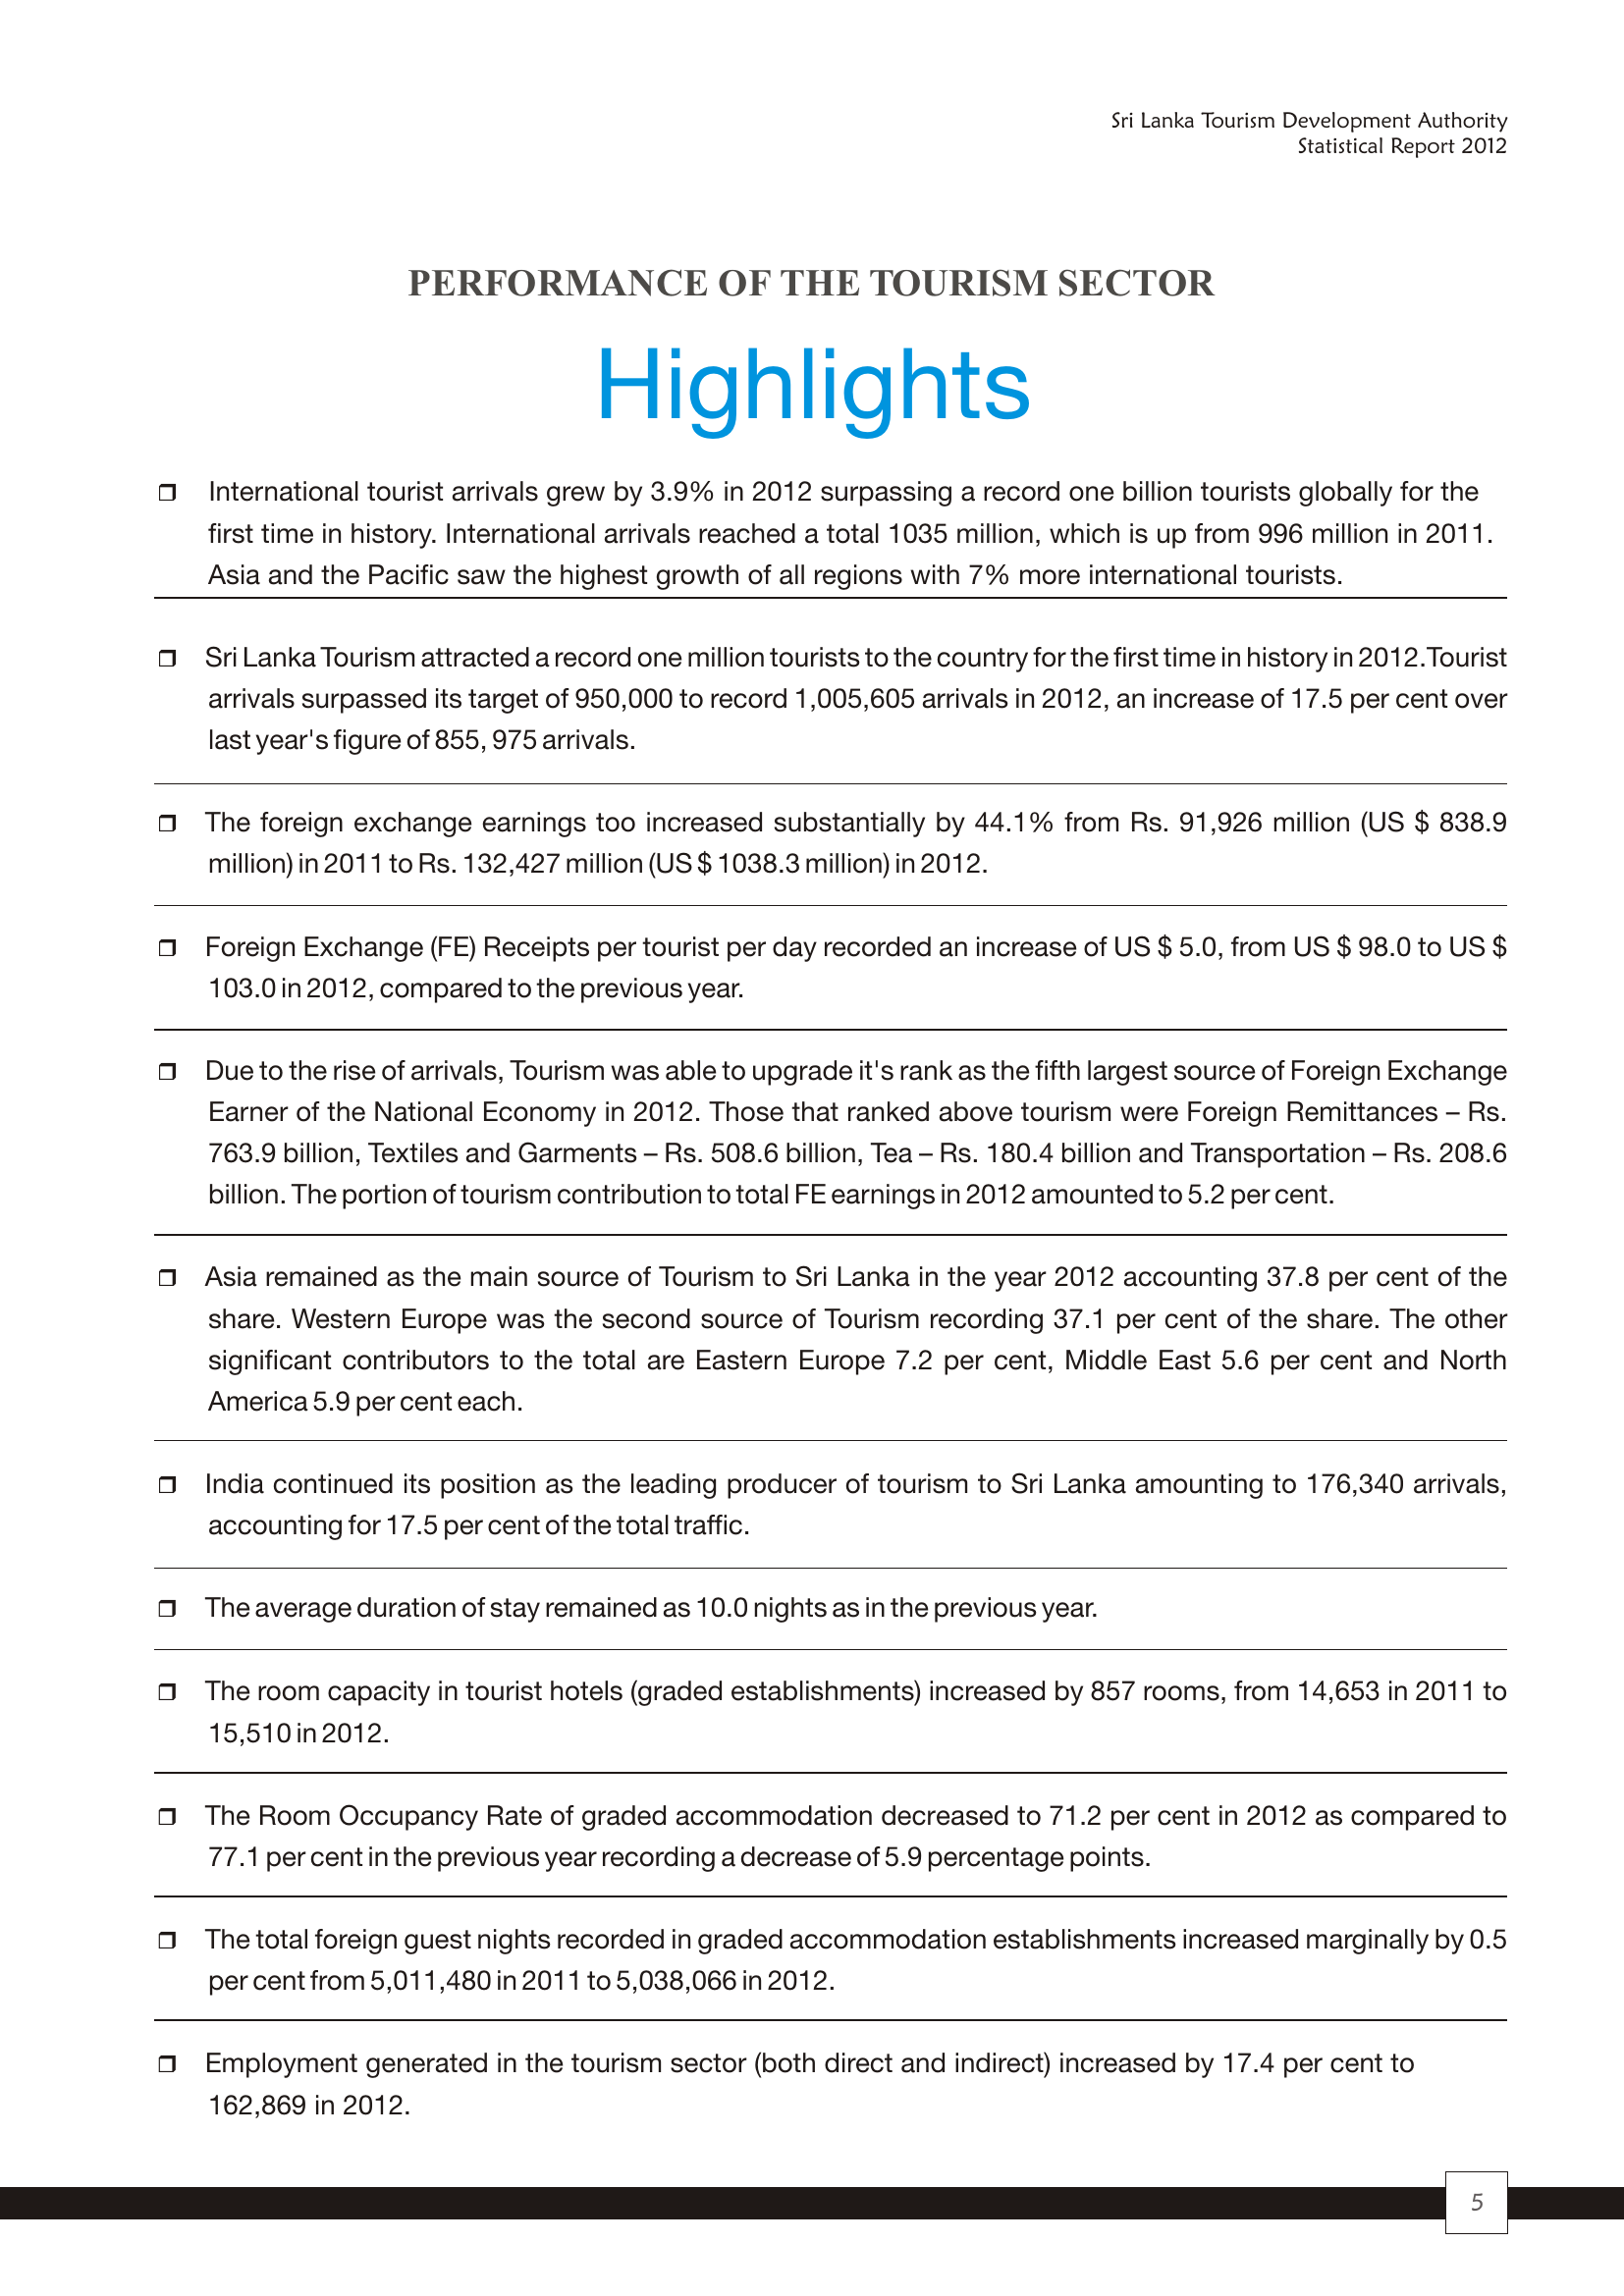 Sri Lanka Tourism Development Authority
Statistical Report 2012
PERFORMANCE OF THE TOURISM SECTOR
Highlights
❒ International tourist arrivals grew by 3.9% in 2012 surpassing a record one billion tourists globally for the
first time in history. International arrivals reached a total 1035 million, which is up from 996 million in 2011.
Asia and the Pacific saw the highest growth of all regions with 7% more international tourists.
❒ Sri Lanka Tourism attracted a record one million tourists to the country for the first time in history in 2012.Tourist
arrivals surpassed its target of 950,000 to record 1,005,605 arrivals in 2012, an increase of 17.5 per cent over
last year's figure of 855, 975 arrivals.
❒ The foreign exchange earnings too increased substantially by 44.1% from Rs. 91,926 million (US $ 838.9
million) in 2011 to Rs. 132,427 million (US $ 1038.3 million) in 2012.
❒ Foreign Exchange (FE) Receipts per tourist per day recorded an increase of US $ 5.0, from US $ 98.0 to US $
103.0 in 2012, compared to the previous year.
❒ Due to the rise of arrivals, Tourism was able to upgrade it's rank as the fifth largest source of Foreign Exchange
Earner of the National Economy in 2012. Those that ranked above tourism were Foreign Remittances – Rs.
763.9 billion, Textiles and Garments – Rs. 508.6 billion, Tea – Rs. 180.4 billion and Transportation – Rs. 208.6
billion. The portion of tourism contribution to total FE earnings in 2012 amounted to 5.2 per cent.
❒ Asia remained as the main source of Tourism to Sri Lanka in the year 2012 accounting 37.8 per cent of the
share. Western Europe was the second source of Tourism recording 37.1 per cent of the share. The other
significant contributors to the total are Eastern Europe 7.2 per cent, Middle East 5.6 per cent and North
America 5.9 per cent each.
❒ India continued its position as the leading producer of tourism to Sri Lanka amounting to 176,340 arrivals,
accounting for 17.5 per cent of the total traffic.
❒ The average duration of stay remained as 10.0 nights as in the previous year.
❒ The room capacity in tourist hotels (graded establishments) increased by 857 rooms, from 14,653 in 2011 to
15,510 in 2012.
❒ The Room Occupancy Rate of graded accommodation decreased to 71.2 per cent in 2012 as compared to
77.1 per cent in the previous year recording a decrease of 5.9 percentage points.
❒ The total foreign guest nights recorded in graded accommodation establishments increased marginally by 0.5
per cent from 5,011,480 in 2011 to 5,038,066 in 2012.
❒ Employment generated in the tourism sector (both direct and indirect) increased by 17.4 per cent to
162,869 in 2012.
5